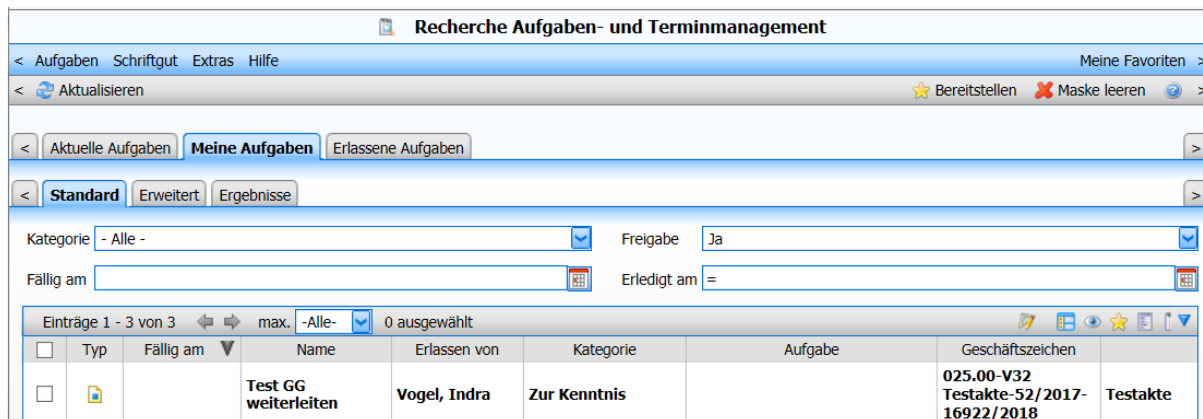 Recherche Aufgaben- und Terminmanagement
< Aufgaben Schriftgut Extras Hilfe Meine Favoriten >
< Aktualisieren Bereitstellen Maske leeren ? >
< Aktuelle Aufgaben Meine Aufgaben Erlassene Aufgaben >
< Standard Erweitert Ergebnisse >
Kategorie - Alle - Freigabe Ja
Fällig am Erledigt am =
Einträge 1 - 3 von 3 max. -Alle- 0 ausgewählt
Typ Fällig am Name Erlassen von Kategorie Aufgabe Geschäftszeichen
Test GG weiterleiten Vogel, Indra Zur Kenntnis 025.00-V32 Testakte-52/2017-16922/2018 Testakte